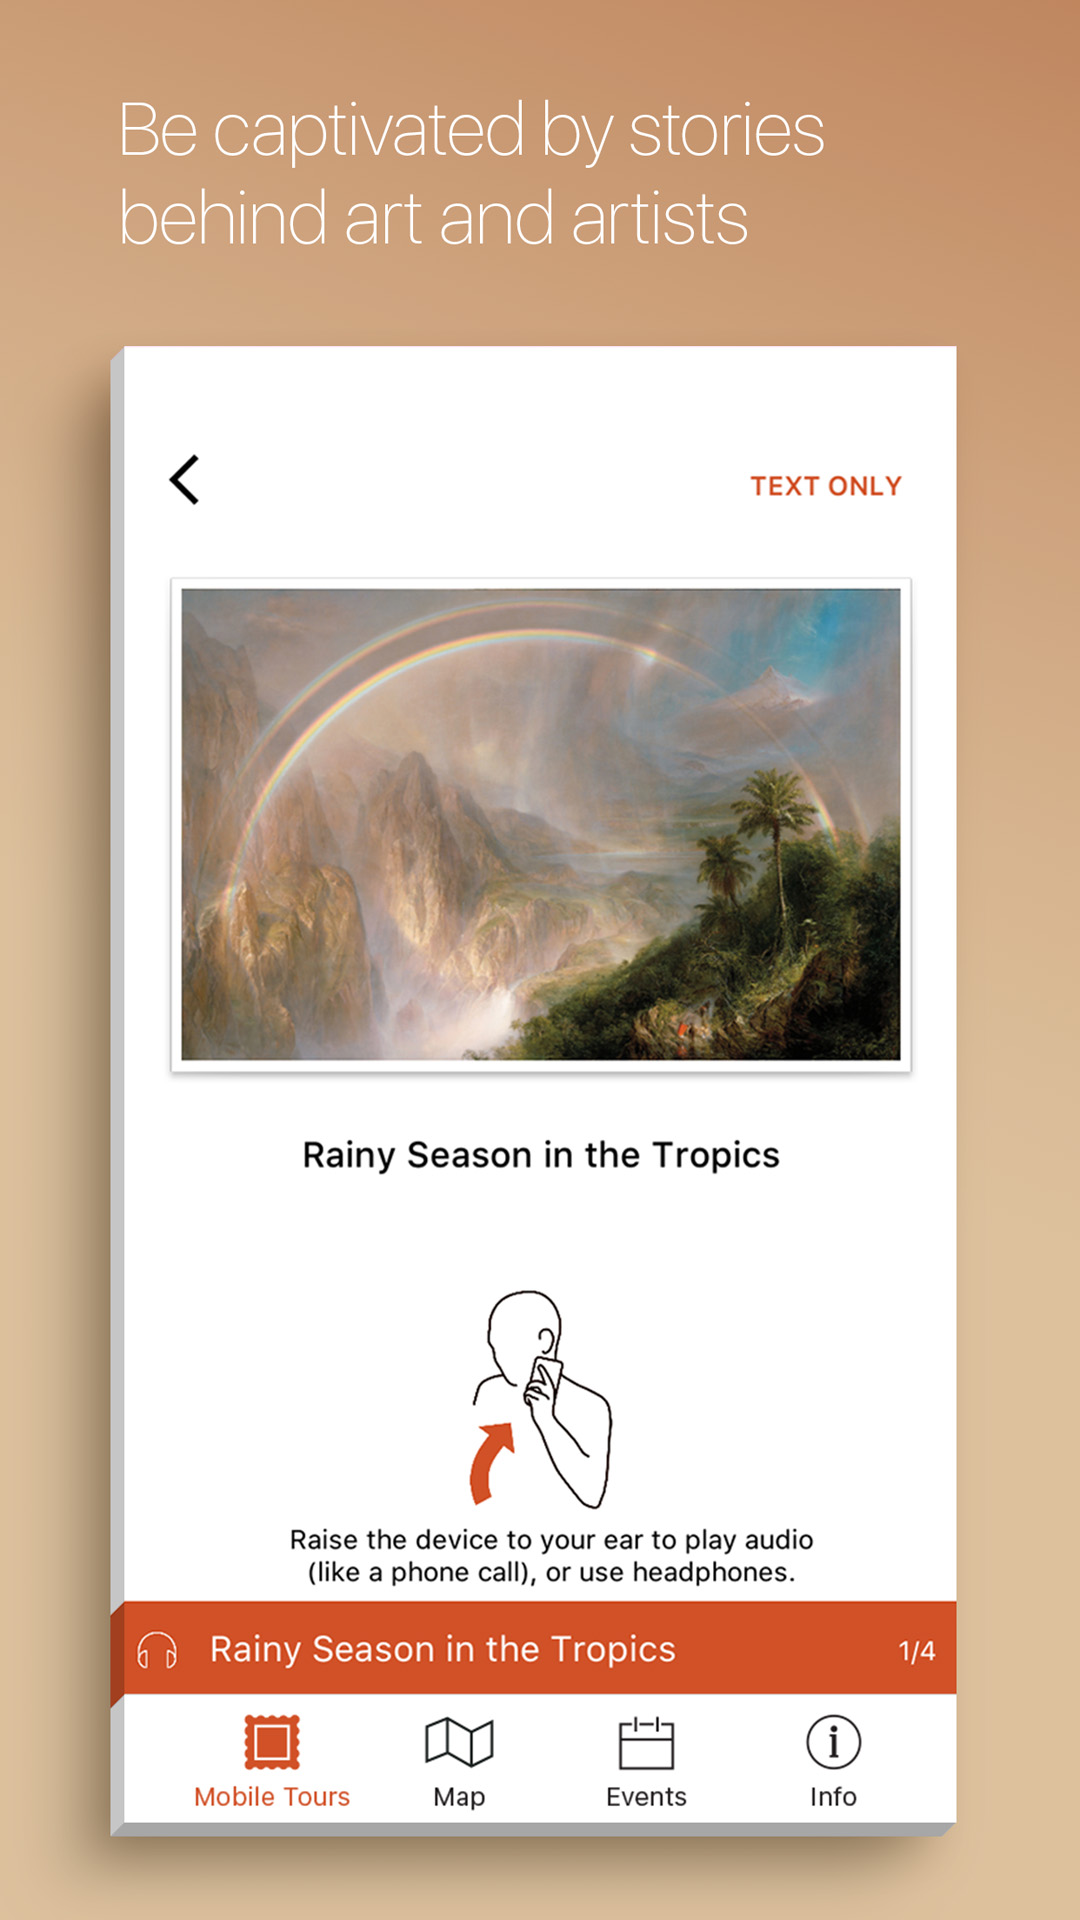 Be captivated by stories
behind art and artists
TEXT ONLY
Rainy Season in the Tropics
Raise the device to your ear to play audio
(like a phone call), or use headphones.
Rainy Season in the Tropics 1/4
Mobile Tours Map Events Info